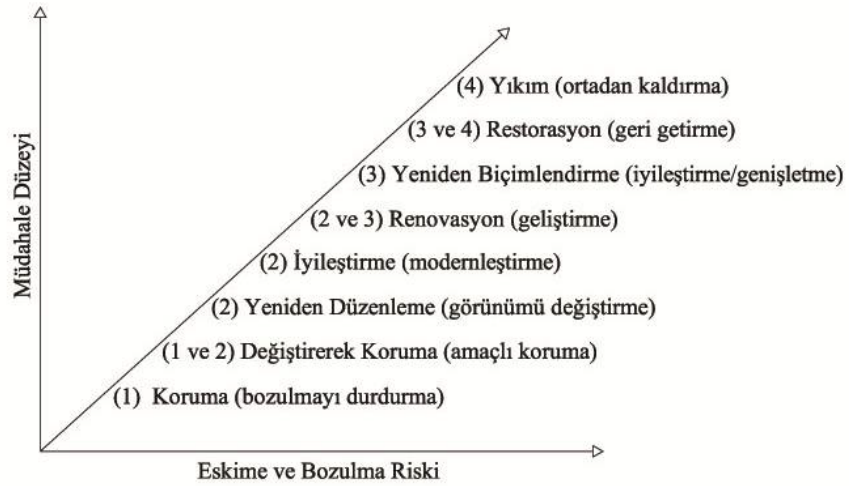 Müdahale Düzeyi
(4) Yıkım (ortadan kaldırma)
(3 ve 4) Restorasyon (geri getirme)
(3) Yeniden Biçimlendirme (iyileştirme/genişletme)
(2 ve 3) Renovasyon (geliştirme)
(2) İyileştirme (modernleştirme)
(2) Yeniden Düzenleme (görünümü değiştirme)
(1 ve 2) Değiştirerek Koruma (amaçlı koruma)
(1) Koruma (bozulmayı durdurma)
Eskime ve Bozulma Riski